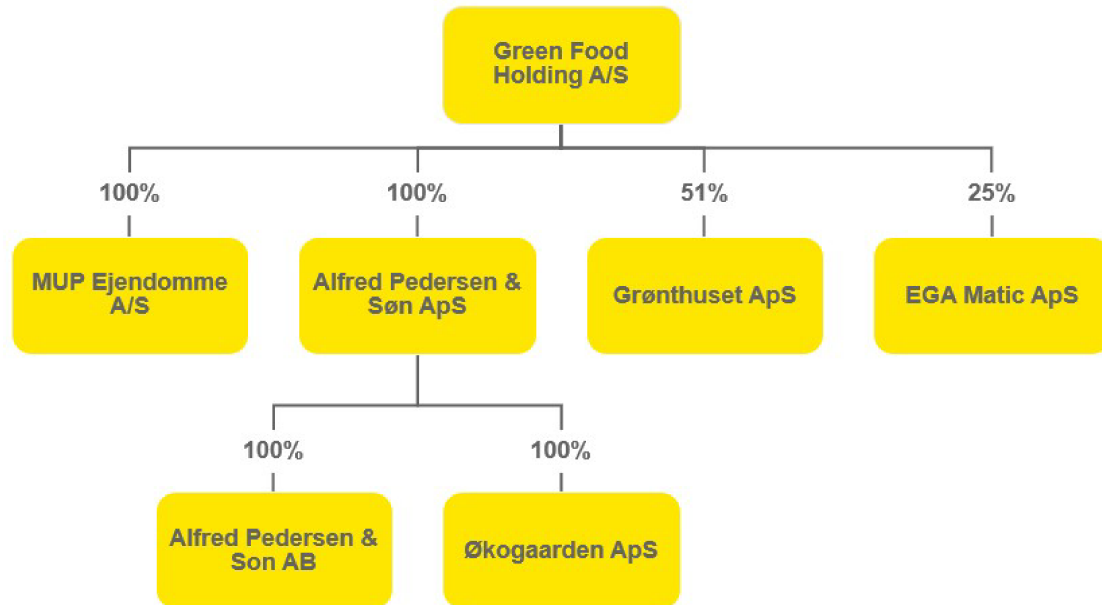 Green Food
Holding A/S
100%
100%
51%
25%
MUP Ejendomme
A/S
Alfred Pedersen &
Søn ApS
Grønthuset ApS
EGA Matic ApS
100%
100%
Alfred Pedersen &
Son AB
Økogaarden ApS